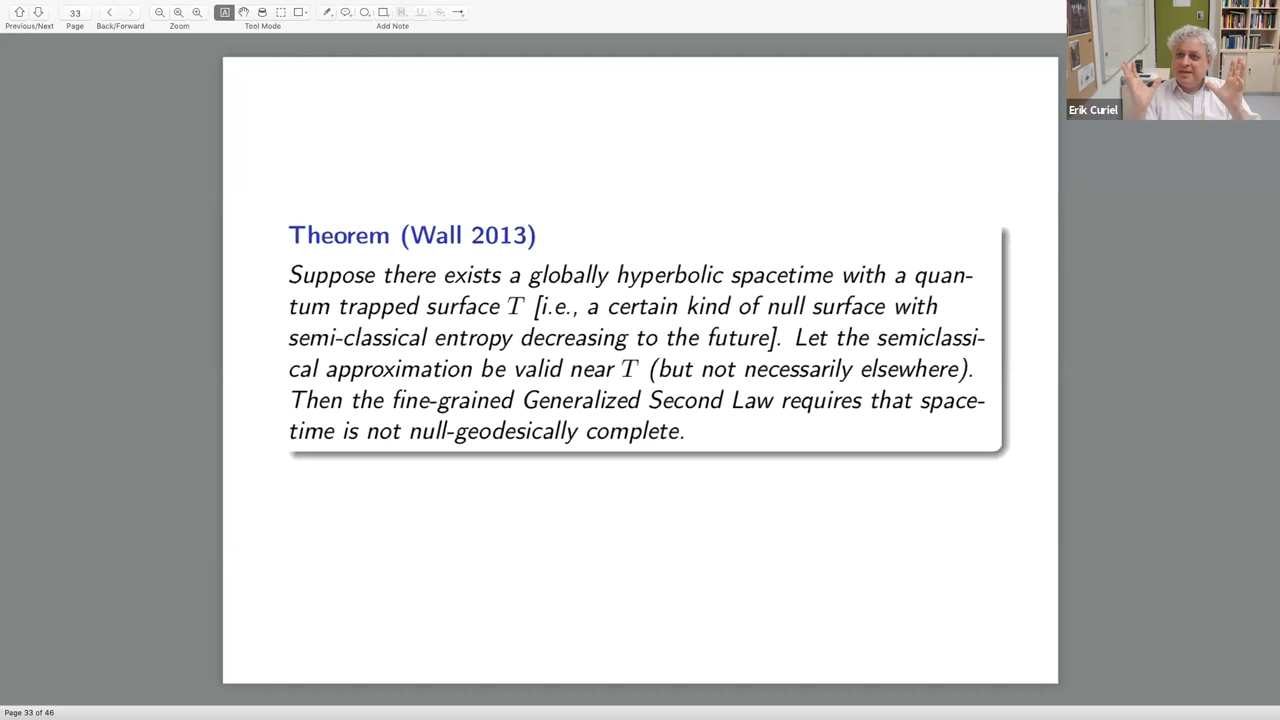 33
Previous/Next
Page
Back/Forward
Zoom
Tool Mode
Add Note
Erik Curiel
Theorem (Wall 2013)
Suppose there exists a globally hyperbolic spacetime with a quan-
tum trapped surface T [i.e., a certain kind of null surface with
semi-classical entropy decreasing to the future]. Let the semiclassi-
cal approximation be valid near T (but not necessarily elsewhere).
Then the fine-grained Generalized Second Law requires that space-
time is not null-geodesically complete.
Page 33 of 46